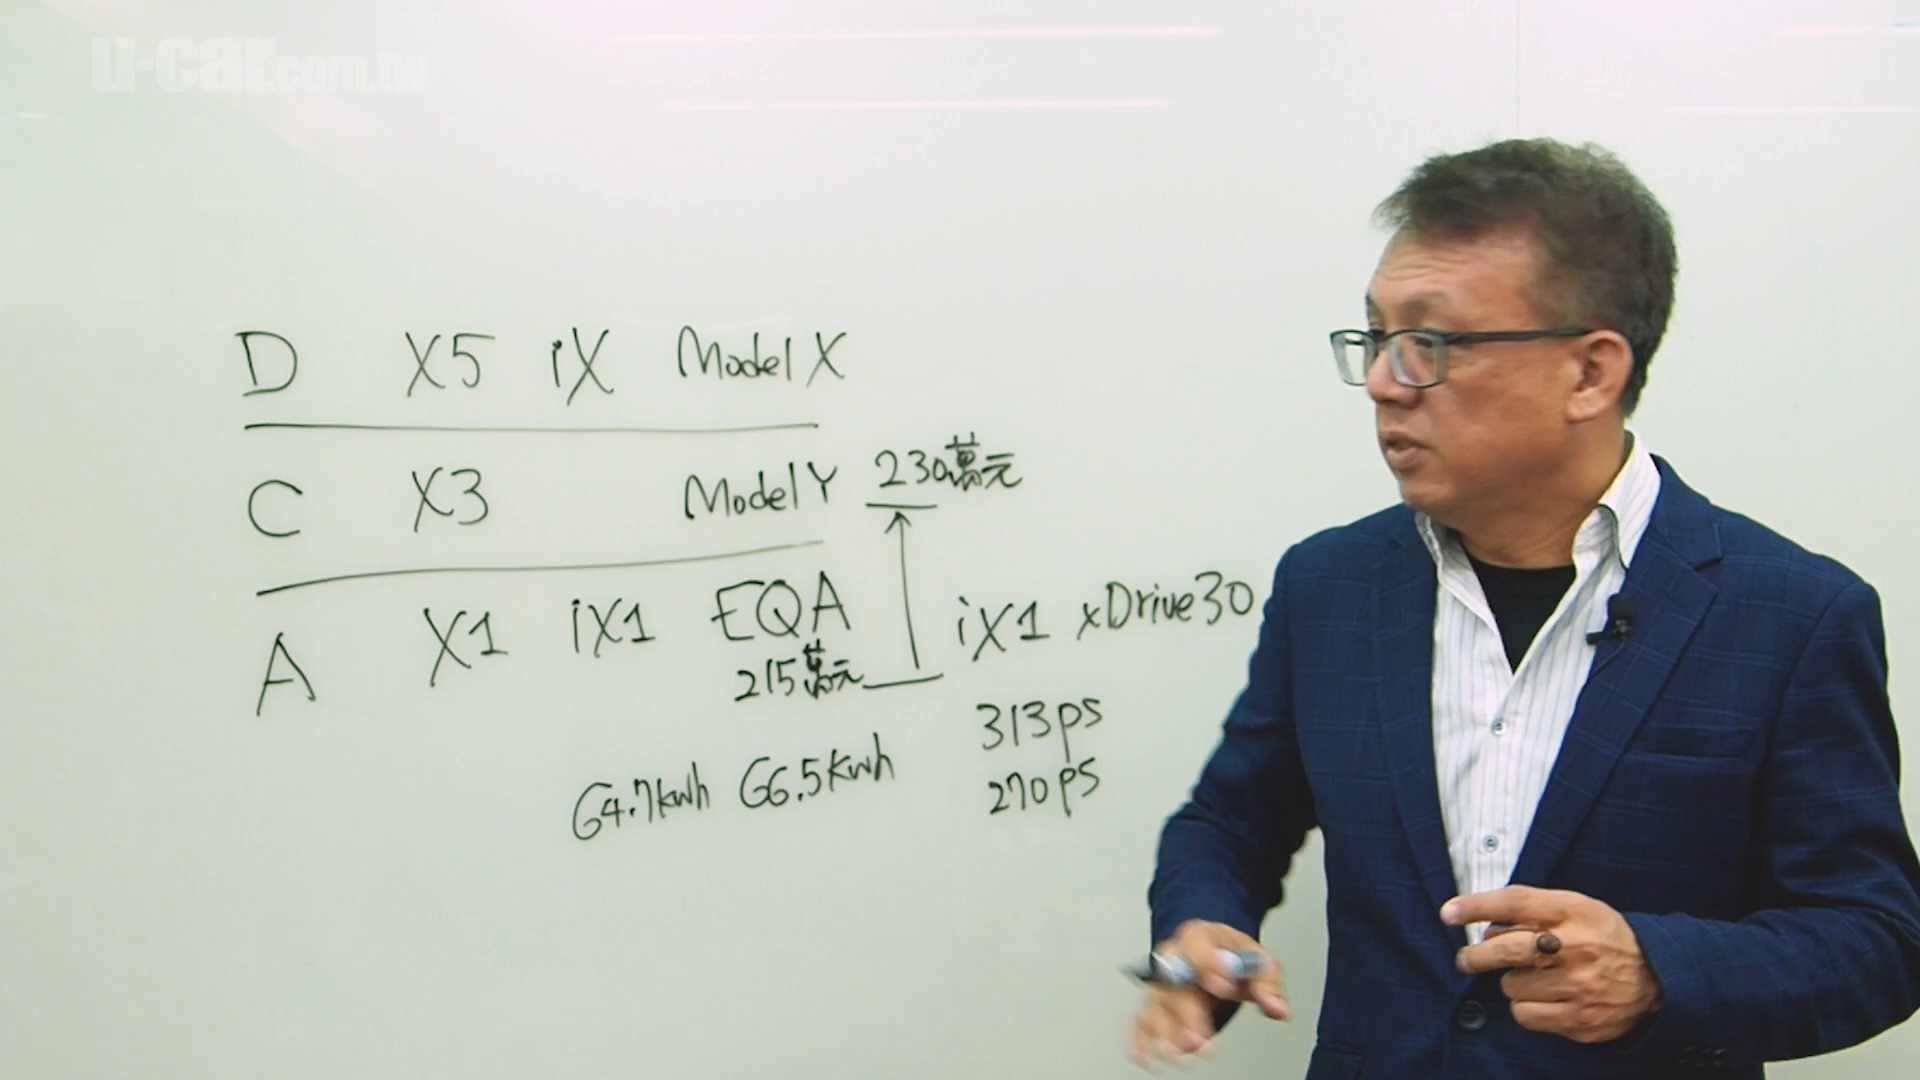 u-car.com.tw
D X5 iX Model X
C X3 Model Y 230萬元
A X1 iX1 EQA iX1 xDrive30
215萬元
313ps
64.7kwh 66.5kwh 270ps